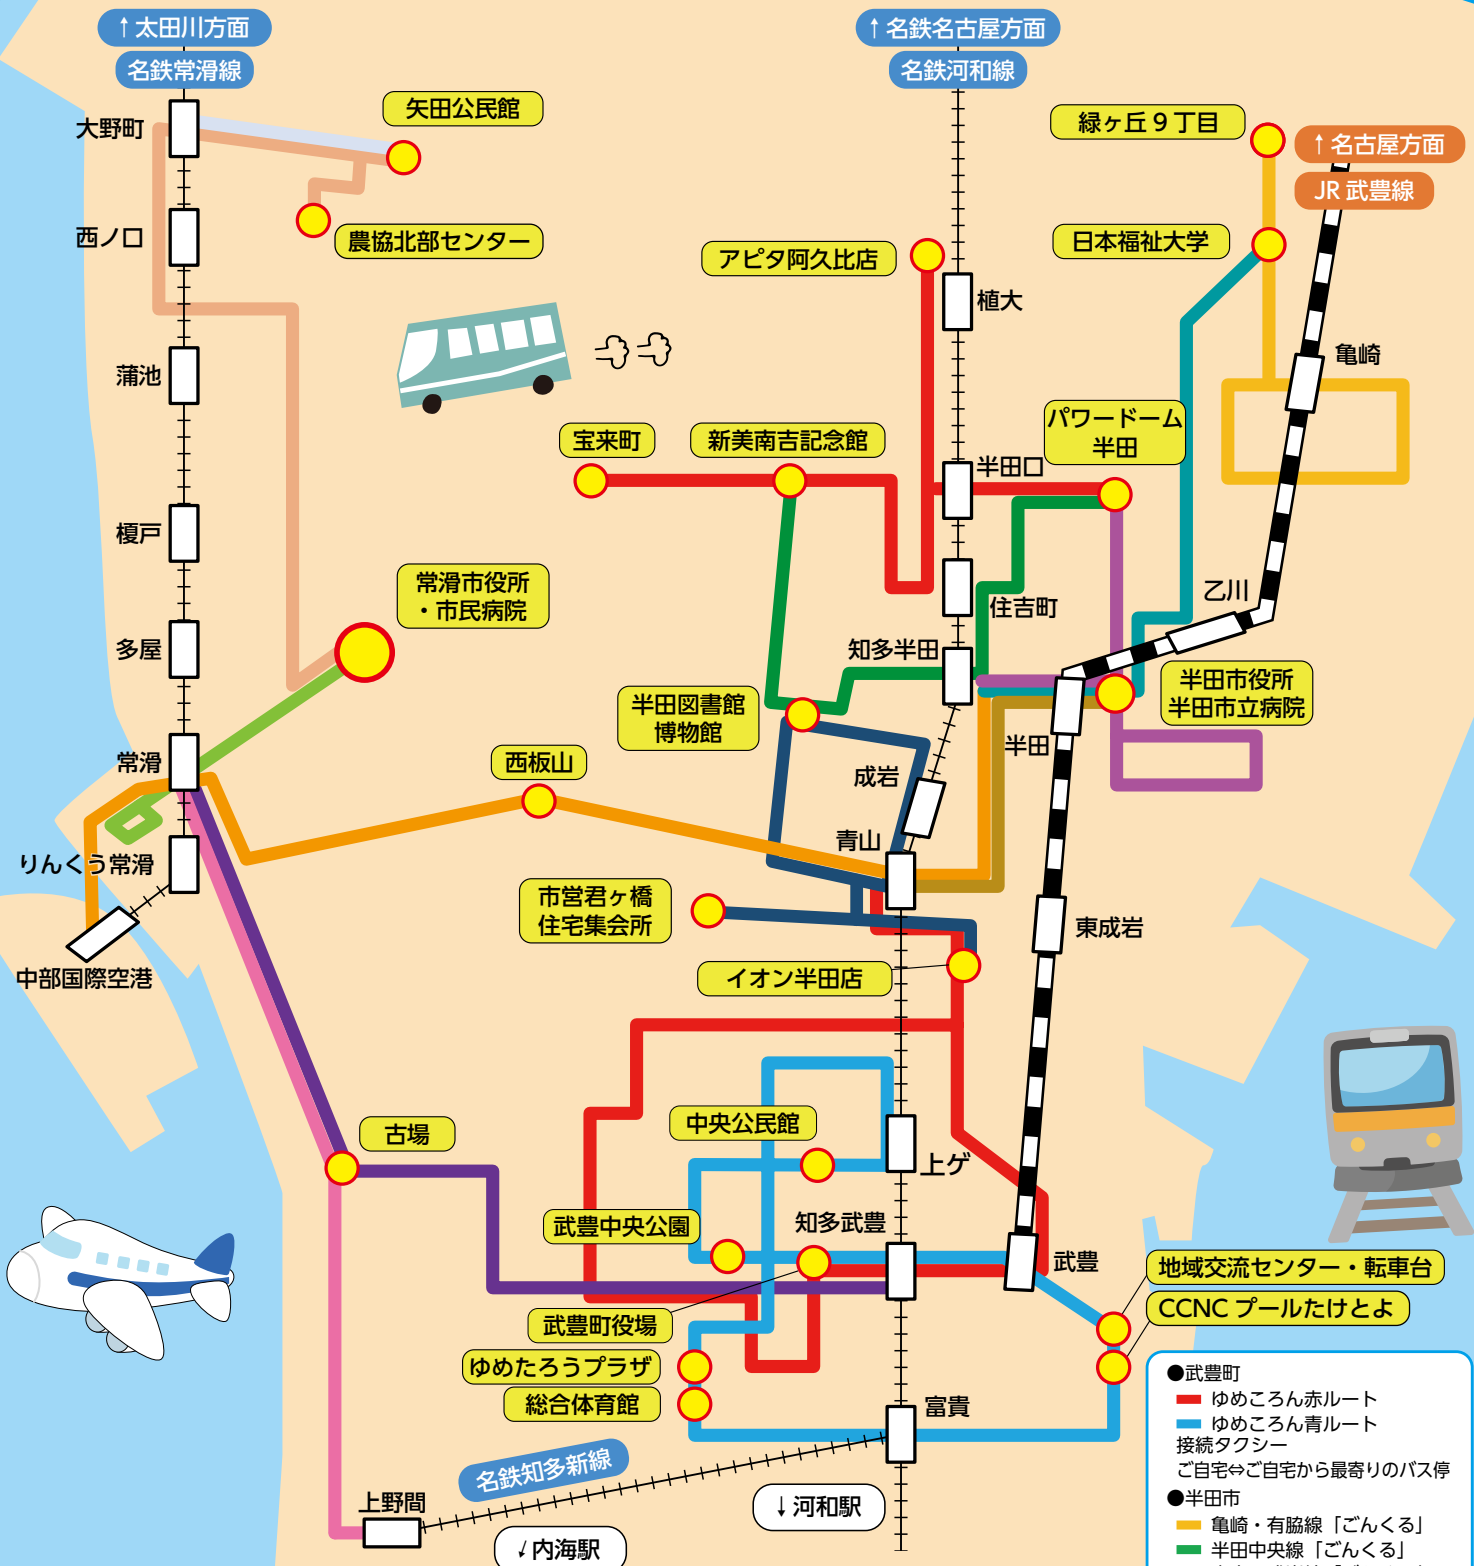 ↑太田川方面
名鉄常滑線
↑名鉄名古屋方面
名鉄河和線
矢田公民館
緑ヶ丘9丁目
↑名古屋方面
大野町
JR 武豊線
西ノ口
農協北部センター
アピタ阿久比店
日本福祉大学
植大
亀崎
蒲池
パワードーム
半田
宝来町
新美南吉記念館
半田口
榎戸
常滑市役所
・市民病院
乙川
住吉町
多屋
知多半田
半田市役所
半田市立病院
半田図書館
博物館
半田
常滑
西板山
成岩
青山
りんくう常滑
市営君ヶ橋
住宅集会所
東成岩
中部国際空港
イオン半田店
古場
中央公民館
上ゲ
武豊中央公園
知多武豊
武豊
地域交流センター・転車台
CCNC プールたけとよ
武豊町役場
ゆめたろうプラザ
総合体育館
富貴
名鉄知多新線
上野間
↓河和駅
↓内海駅
●武豊町
ゆめころん赤ルート
ゆめころん青ルート
接続タクシー
ご自宅⇔ご自宅から最寄りのバス停
●半田市
亀崎・有脇線「ごんくる」
半田中央線「ごんくる」